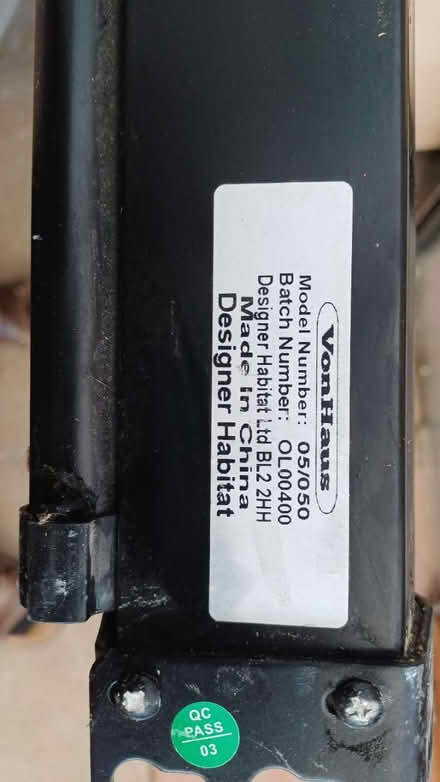 VonHaus
Model Number: 05/050
Batch Number: OL00400
Designer Habitat Ltd BL2 2HH
Made in China
Designer Habitat
QC
PASS
03